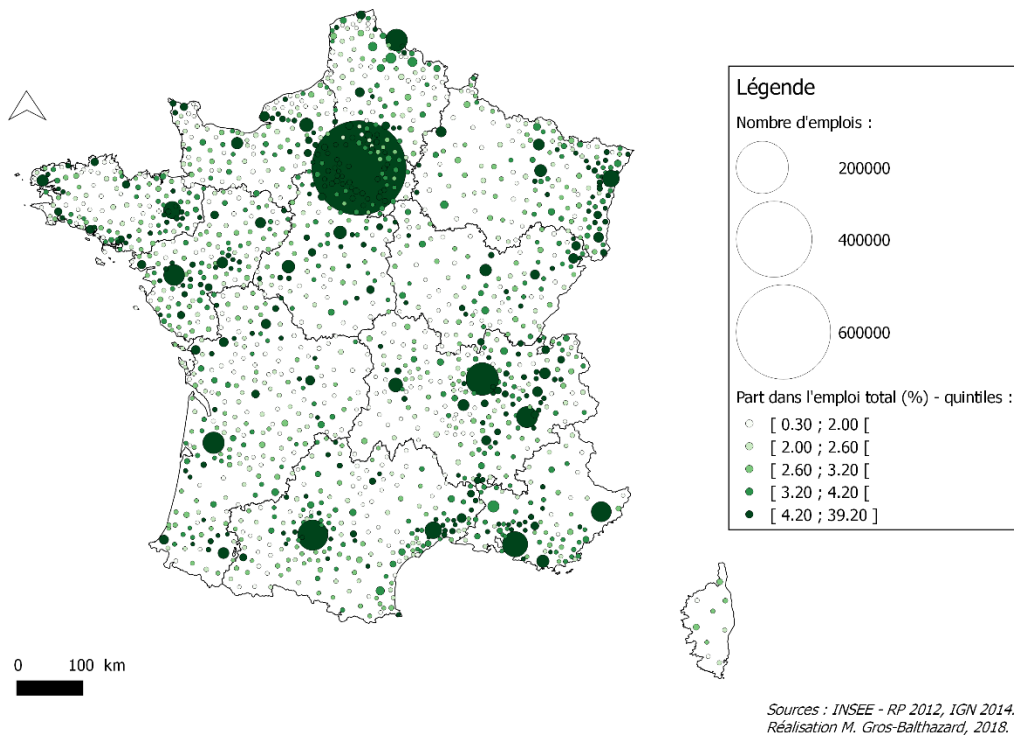 Légende
Nombre d'emplois :
200000
400000
600000
Part dans l'emploi total (%) - quintiles :
[ 0.30 ; 2.00 [
[ 2.00 ; 2.60 [
[ 2.60 ; 3.20 [
[ 3.20 ; 4.20 [
[ 4.20 ; 39.20 ]
0 100 km
Sources : INSEE - RP 2012, IGN 2014.
Réalisation M. Gros-Balthazard, 2018.